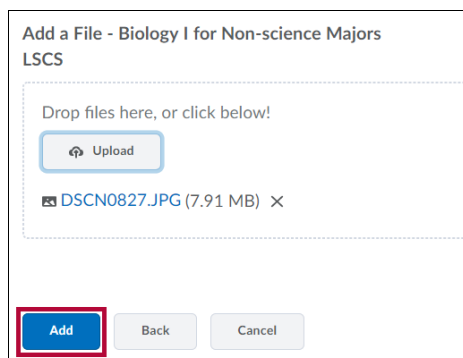 Add a File - Biology I for Non-science Majors
LSCS
Drop files here, or click below!
Upload
DSCN0827.JPG (7.91 MB) ×
Add Back Cancel